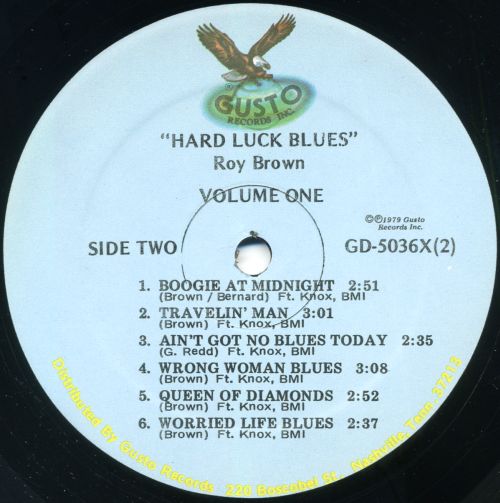 GUSTO
RECORDS INC.
"HARD LUCK BLUES"
Roy Brown
VOLUME ONE
©℗1979 Gusto
Records Inc.
SIDE TWO
GD-5036X(2)
1. BOOGIE AT MIDNIGHT 2:51
(Brown / Bernard) Ft. Knox, BMI
2. TRAVELIN' MAN 3:01
(Brown) Ft. Knox, BMI
3. AIN'T GOT NO BLUES TODAY 2:35
(G. Redd) Ft. Knox, BMI
4. WRONG WOMAN BLUES 3:08
(Brown) Ft. Knox, BMI
5. QUEEN OF DIAMONDS 2:52
(Brown) Ft. Knox, BMI
6. WORRIED LIFE BLUES 2:37
(Brown) Ft. Knox, BMI
Distributed By Gusto Records · 220 Boscobel St., Nashville, Tenn. 37213